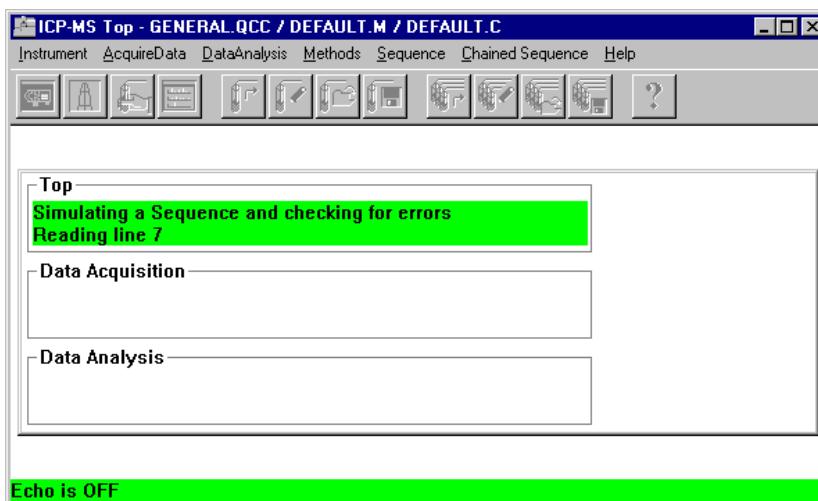 ICP-MS Top - GENERAL.QCC / DEFAULT.M / DEFAULT.C
Instrument AcquireData DataAnalysis Methods Sequence Chained Sequence Help
?
Top
Simulating a Sequence and checking for errors
Reading line 7
Data Acquisition
Data Analysis
Echo is OFF